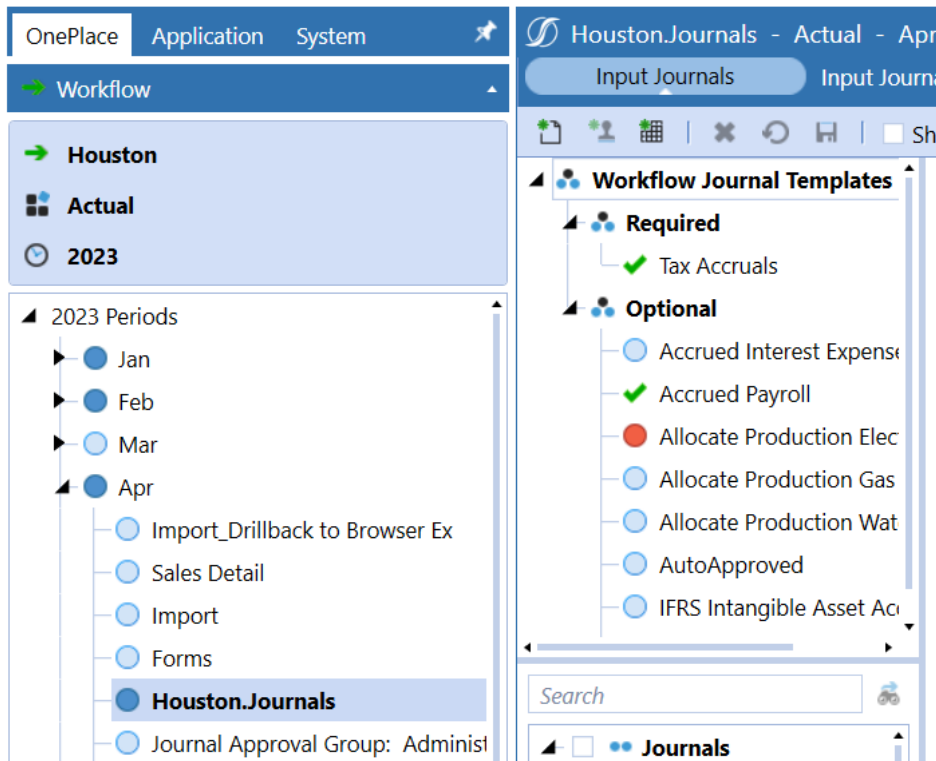 OnePlace Application System
Workflow
Houston
Actual
2023
2023 Periods
Jan
Feb
Mar
Apr
Import_Drillback to Browser Ex
Sales Detail
Import
Forms
Houston.Journals
Journal Approval Group: Administ
Houston.Journals - Actual - Apr
Input Journals Input Journa
Sh
Workflow Journal Templates
Required
Tax Accruals
Optional
Accrued Interest Expense
Accrued Payroll
Allocate Production Elec
Allocate Production Gas
Allocate Production Wat
AutoApproved
IFRS Intangible Asset Acc
Search
Journals